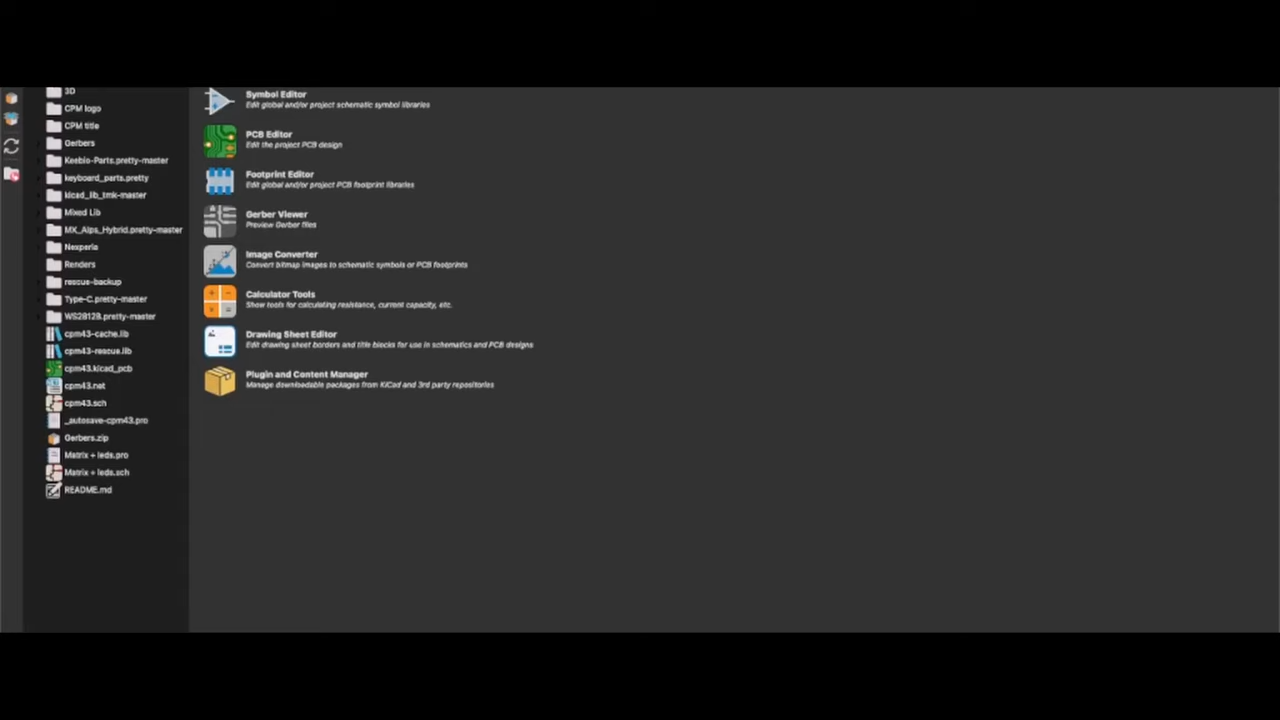 3D
CPM logo
CPM title
Gerbers
Keebio-Parts.pretty-master
keyboard_parts.pretty
kicad_lib_tmk-master
Mixed Lib
MX_Alps_Hybrid.pretty-master
Nexperia
Renders
rescue-backup
Type-C.pretty-master
WS2812B.pretty-master
cpm43-cache.lib
cpm43-rescue.lib
cpm43.kicad_pcb
cpm43.net
cpm43.sch
_autosave-cpm43.pro
Gerbers.zip
Matrix + leds.pro
Matrix + leds.sch
README.md
Symbol Editor
Edit global and/or project schematic symbol libraries
PCB Editor
Edit the project PCB design
Footprint Editor
Edit global and/or project PCB footprint libraries
Gerber Viewer
Preview Gerber files
Image Converter
Convert bitmap images to schematic symbols or PCB footprints
Calculator Tools
Show tools for calculating resistance, current capacity, etc.
Drawing Sheet Editor
Edit drawing sheet borders and title blocks for use in schematics and PCB designs
Plugin and Content Manager
Manage downloadable packages from KiCad and 3rd party repositories